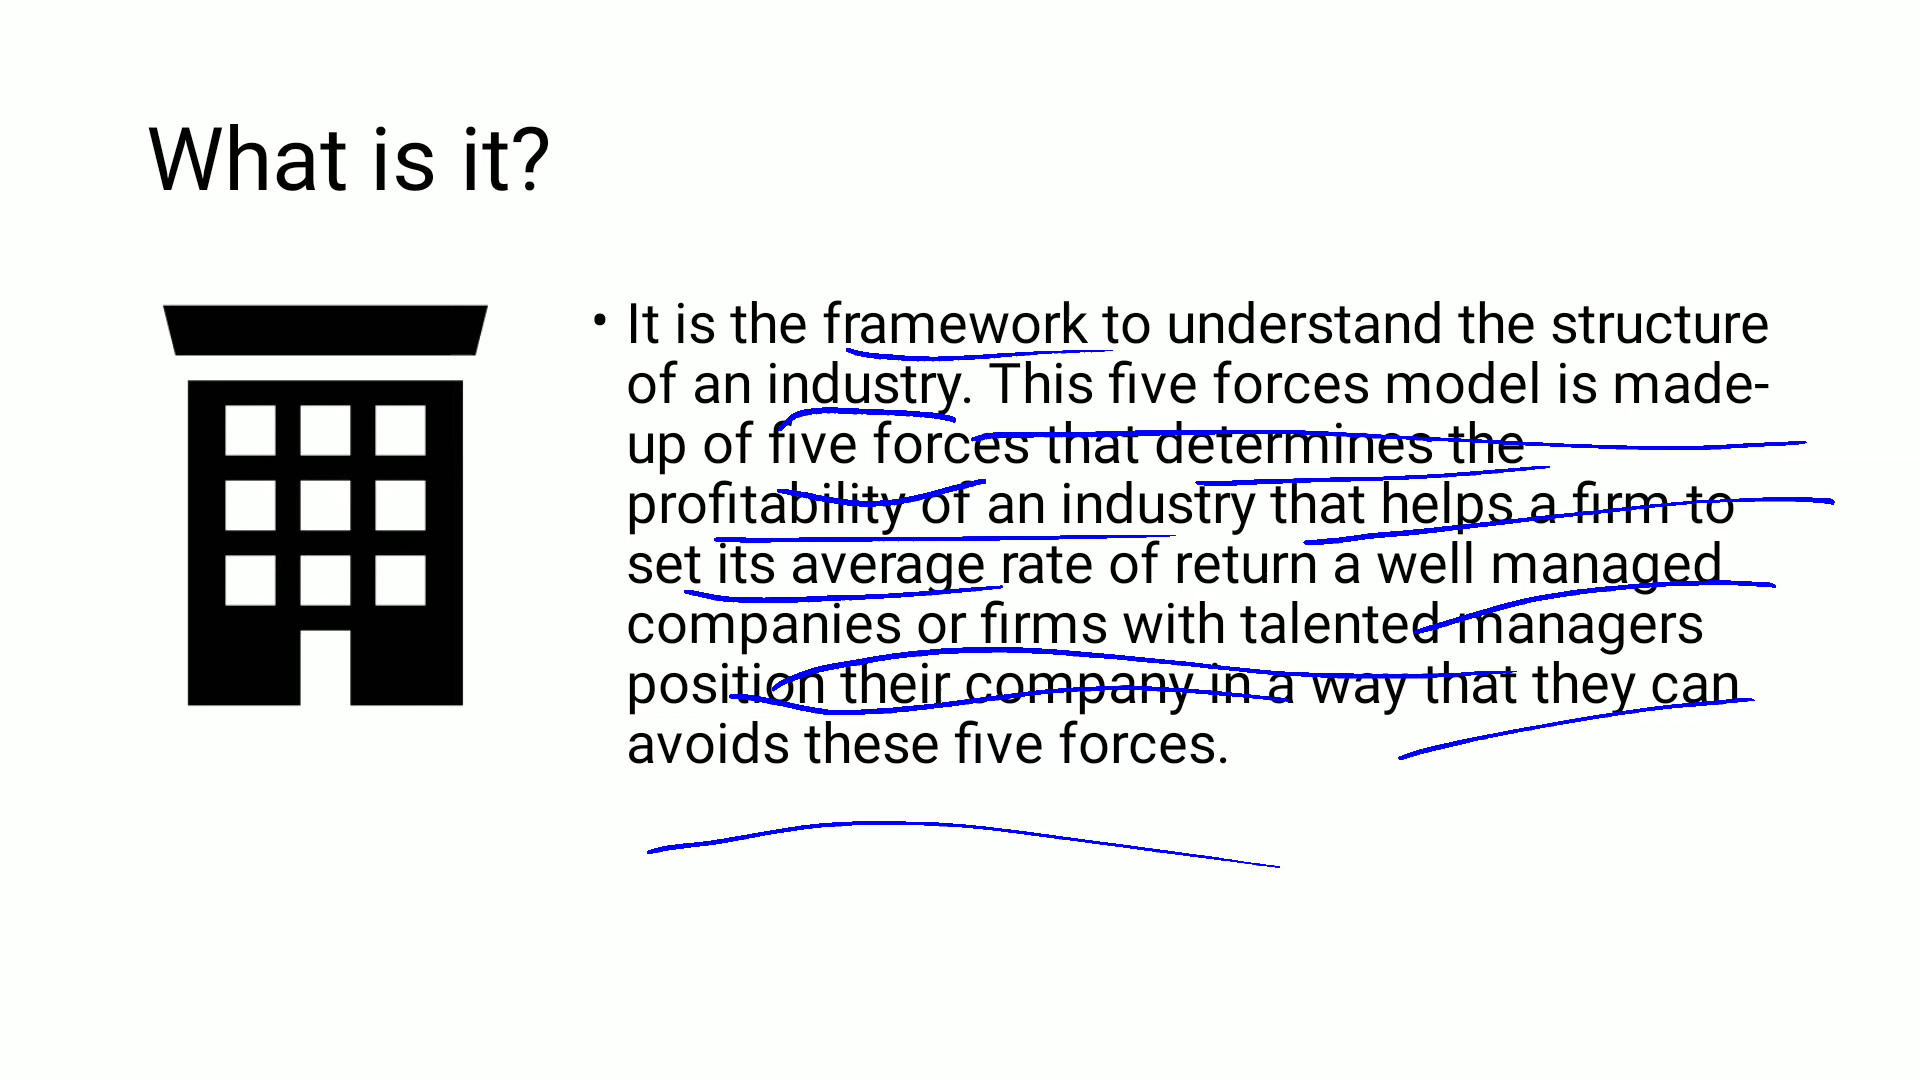 What is it?
• It is the framework to understand the structure
of an industry. This five forces model is made-
up of five forces that determines the
profitability of an industry that helps a firm to
set its average rate of return a well managed
companies or firms with talented managers
position their company in a way that they can
avoids these five forces.